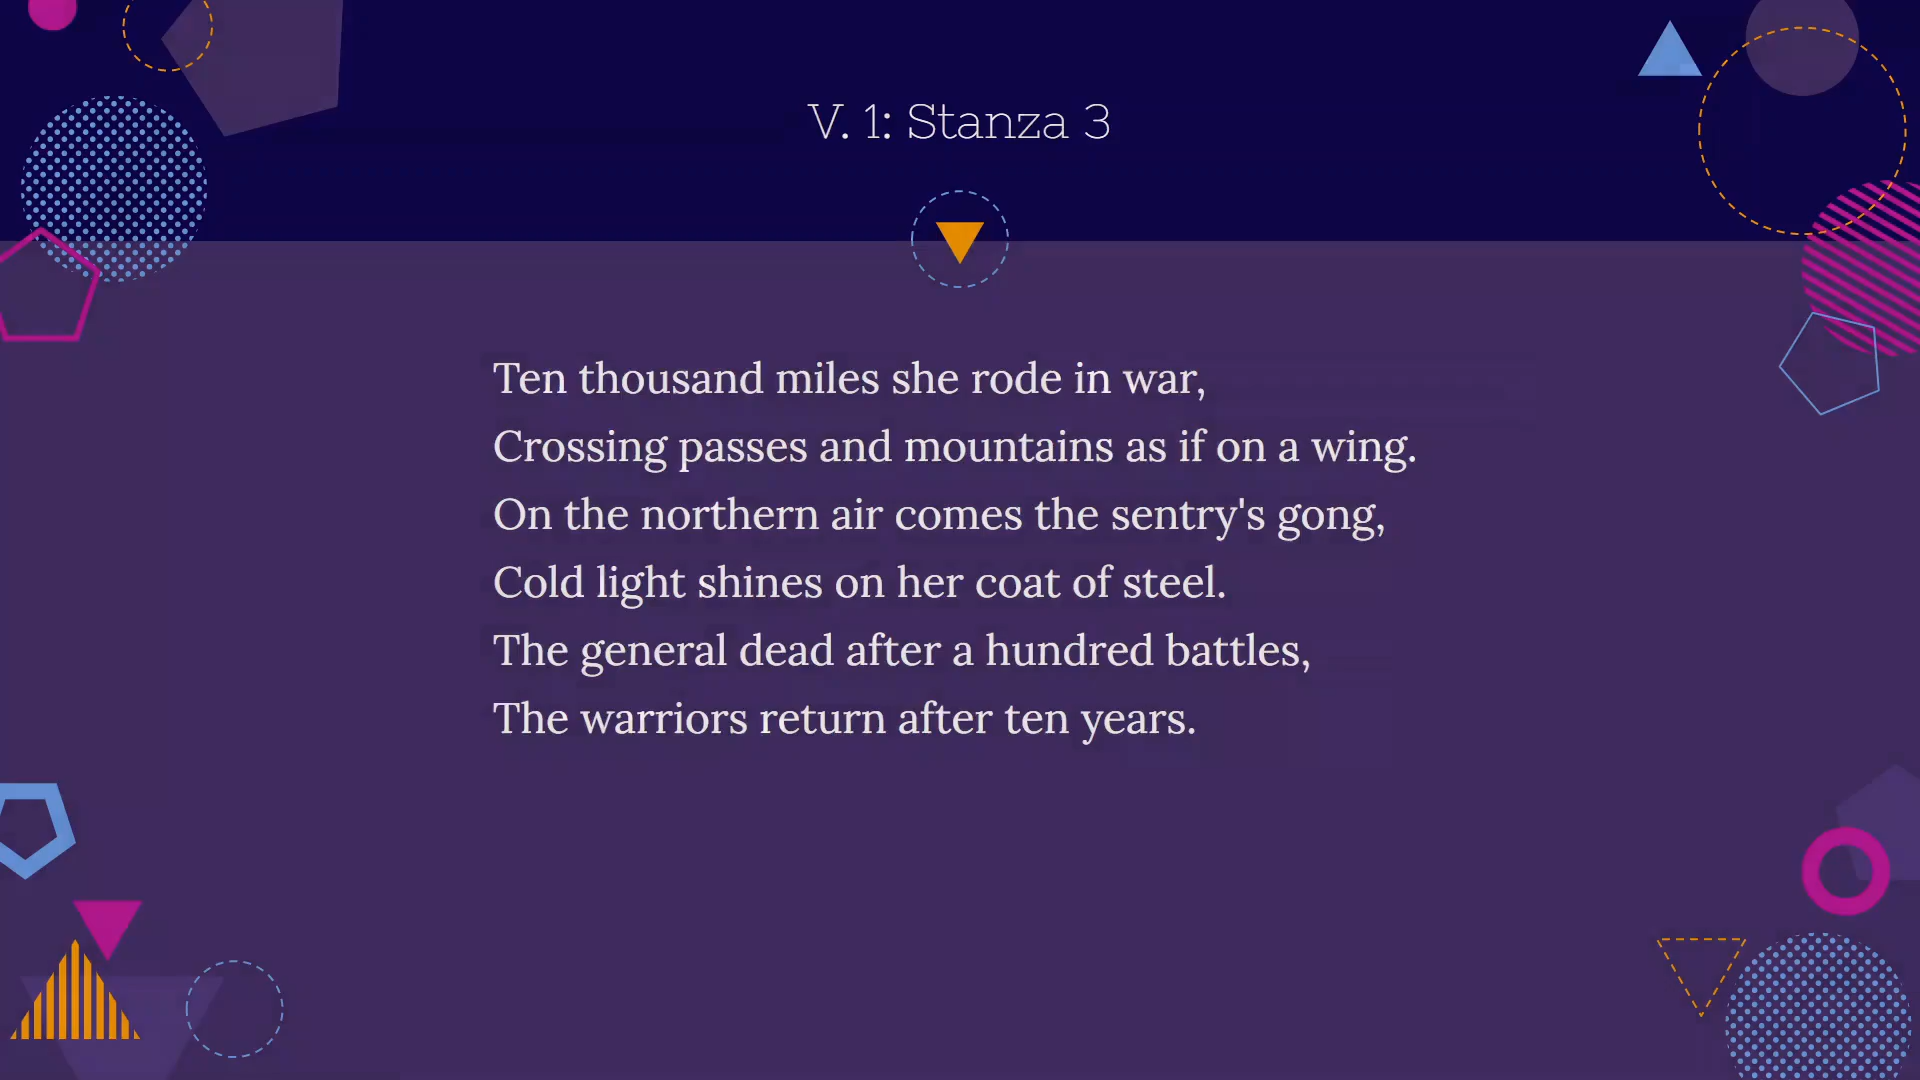 V. 1: Stanza 3
Ten thousand miles she rode in war,
Crossing passes and mountains as if on a wing.
On the northern air comes the sentry's gong,
Cold light shines on her coat of steel.
The general dead after a hundred battles,
The warriors return after ten years.